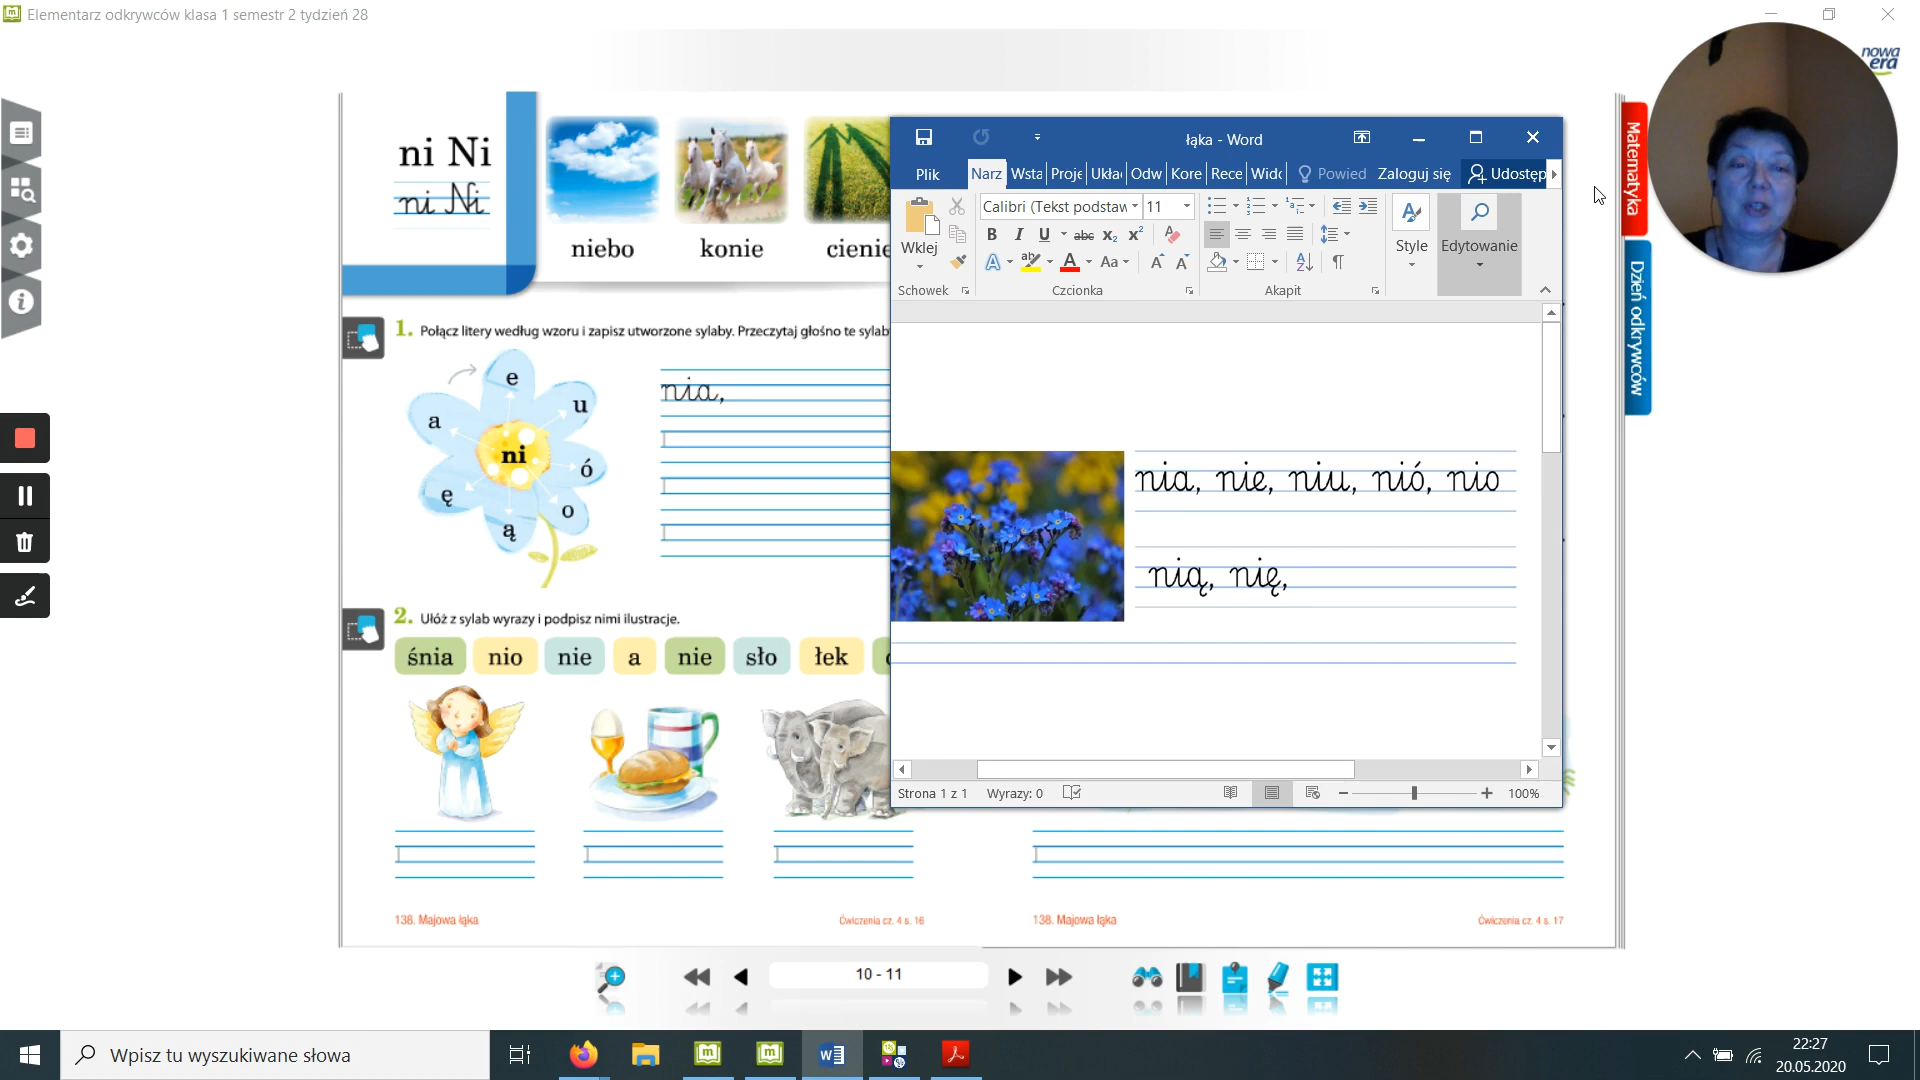 Elementarz odkrywców klasa 1 semestr 2 tydzień 28
nowa era
ni Ni
ni Ni
niebo
konie
cienie
1. Połącz litery według wzoru i zapisz utworzone sylaby. Przeczytaj głośno te sylab
e
u
a
ó
ni
ę
o
ą
nia,
2. Ułóż z sylab wyrazy i podpisz nimi ilustracje.
śnia nio nie a nie sło łek
138. Majowa łąka
Ćwiczenia cz. 4 s. 16
138. Majowa łąka
Ćwiczenia cz. 4 s. 17
Matematyka
Dzień odkrywców
łąka - Word
Plik Narz Wsta Proje Ukła Odw Kore Rece Widc Powied Zaloguj się Udostęp
Wklej
Calibri (Tekst podstaw 11
B I U abc X₂ X²
A ab A Aa A A
Style
Edytowanie
Schowek Czcionka Akapit
nia, nie, niu, nió, nio
nią, nię,
Strona 1 z 1 Wyrazy: 0 100%
10 - 11
Wpisz tu wyszukiwane słowa
22:27
20.05.2020